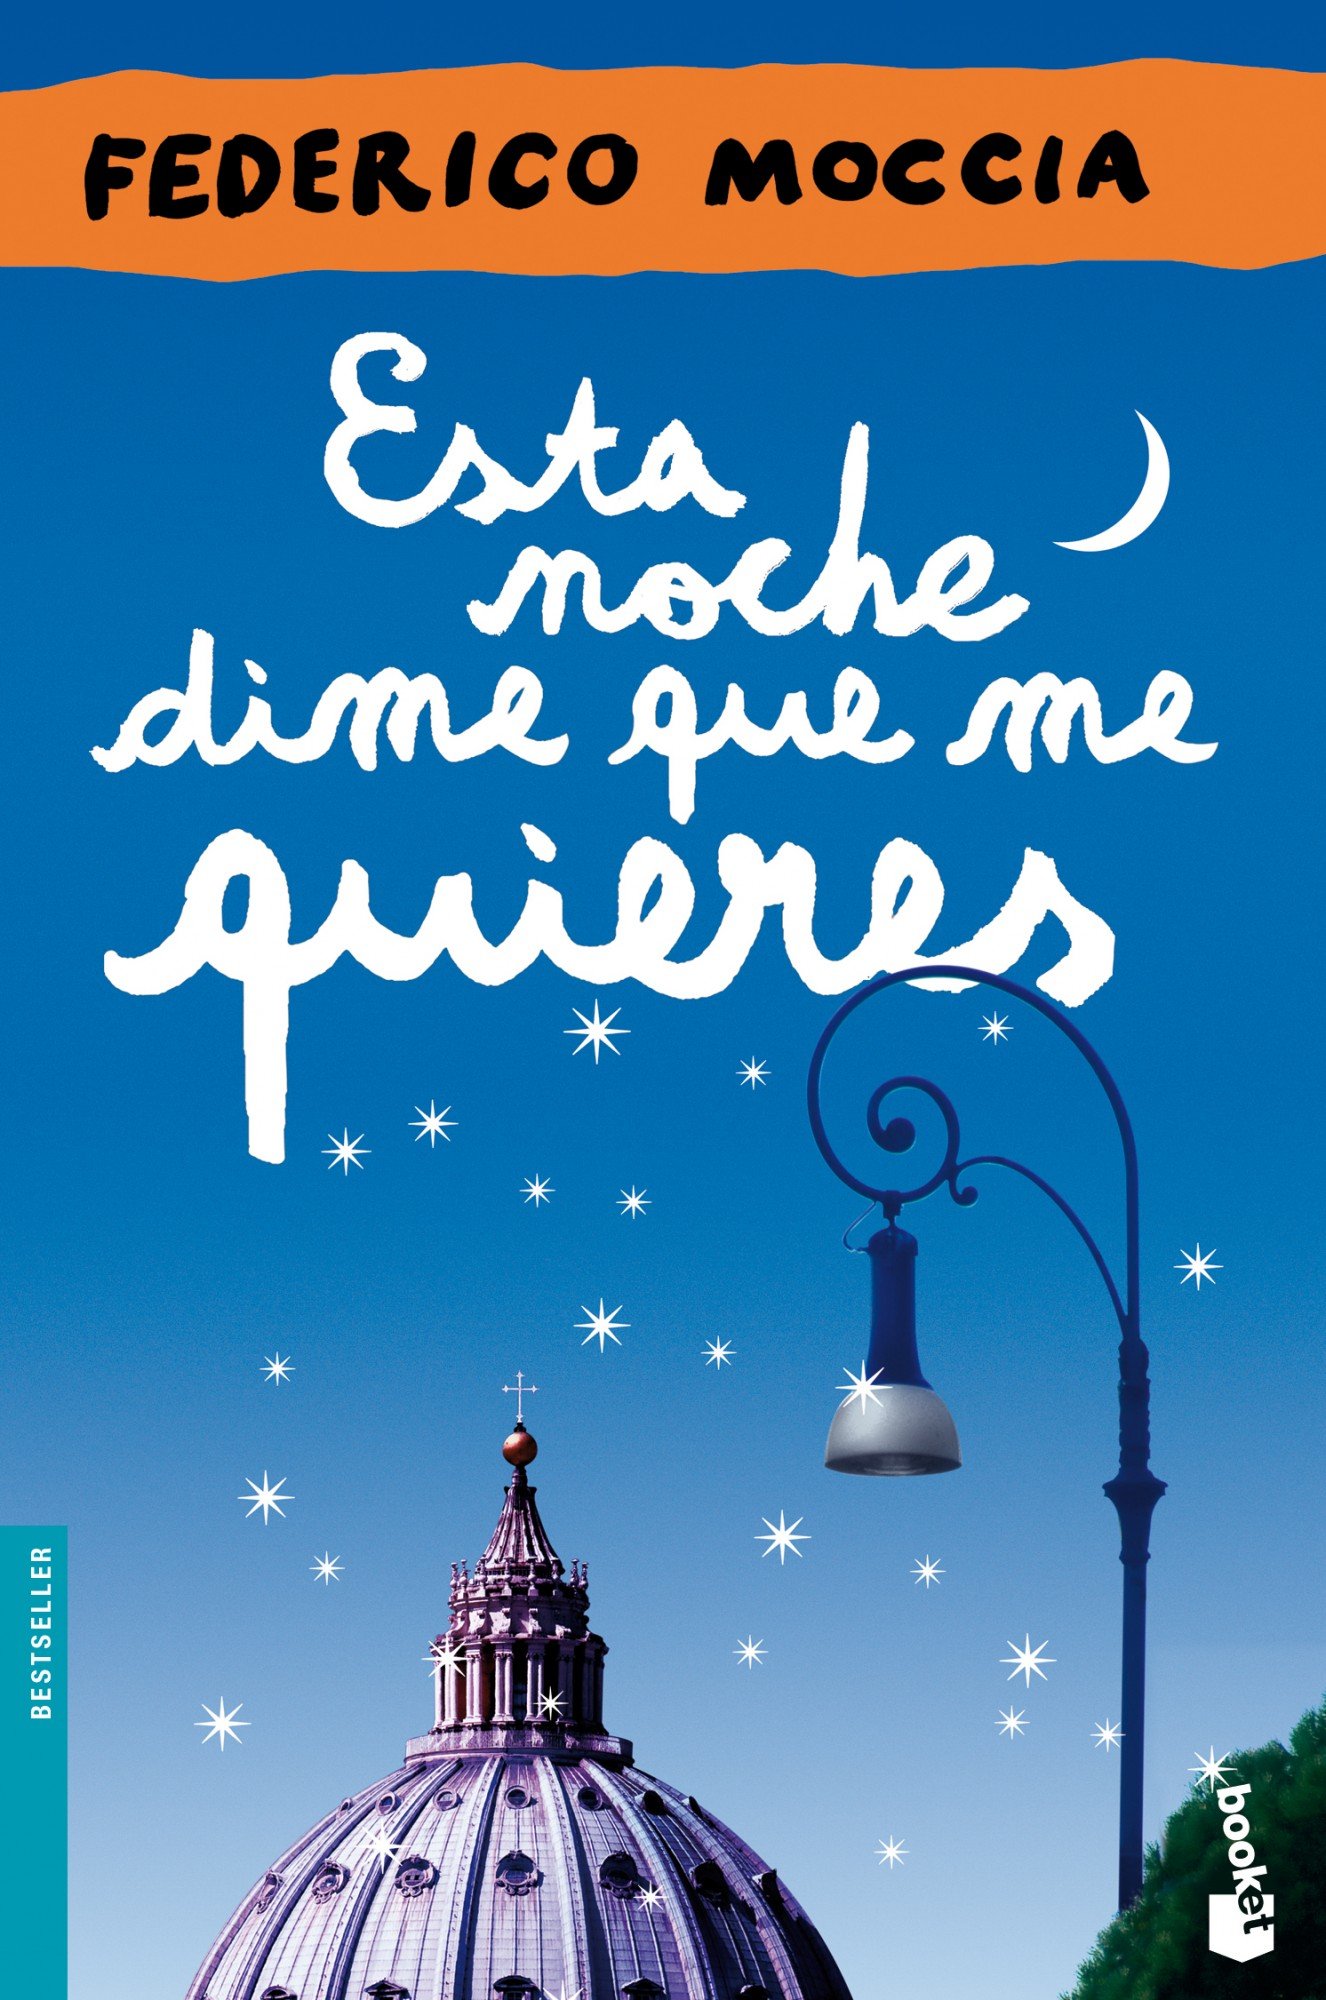 FEDERICO MOCCIA
Esta
noche
dime que me
quieres
BESTSELLER
booket